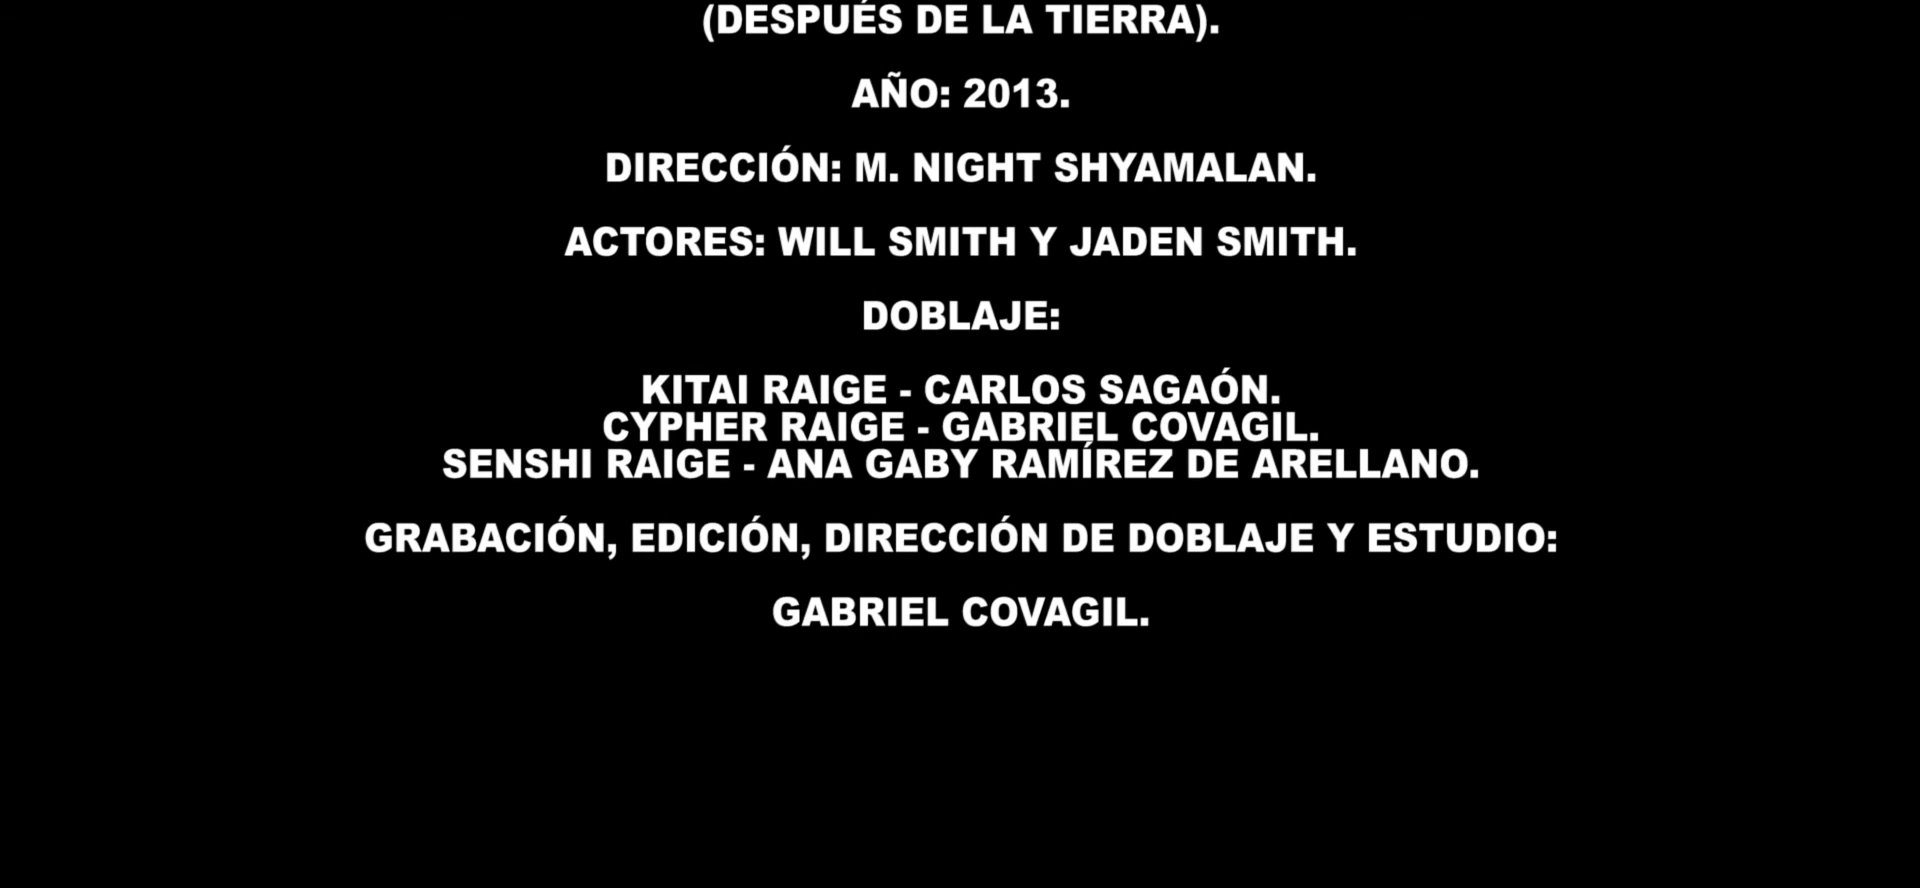 (DESPUÉS DE LA TIERRA).
AÑO: 2013.
DIRECCIÓN: M. NIGHT SHYAMALAN.
ACTORES: WILL SMITH Y JADEN SMITH.
DOBLAJE:
KITAI RAIGE - CARLOS SAGAÓN.
CYPHER RAIGE - GABRIEL COVAGIL.
SENSHI RAIGE - ANA GABY RAMÍREZ DE ARELLANO.
GRABACIÓN, EDICIÓN, DIRECCIÓN DE DOBLAJE Y ESTUDIO:
GABRIEL COVAGIL.